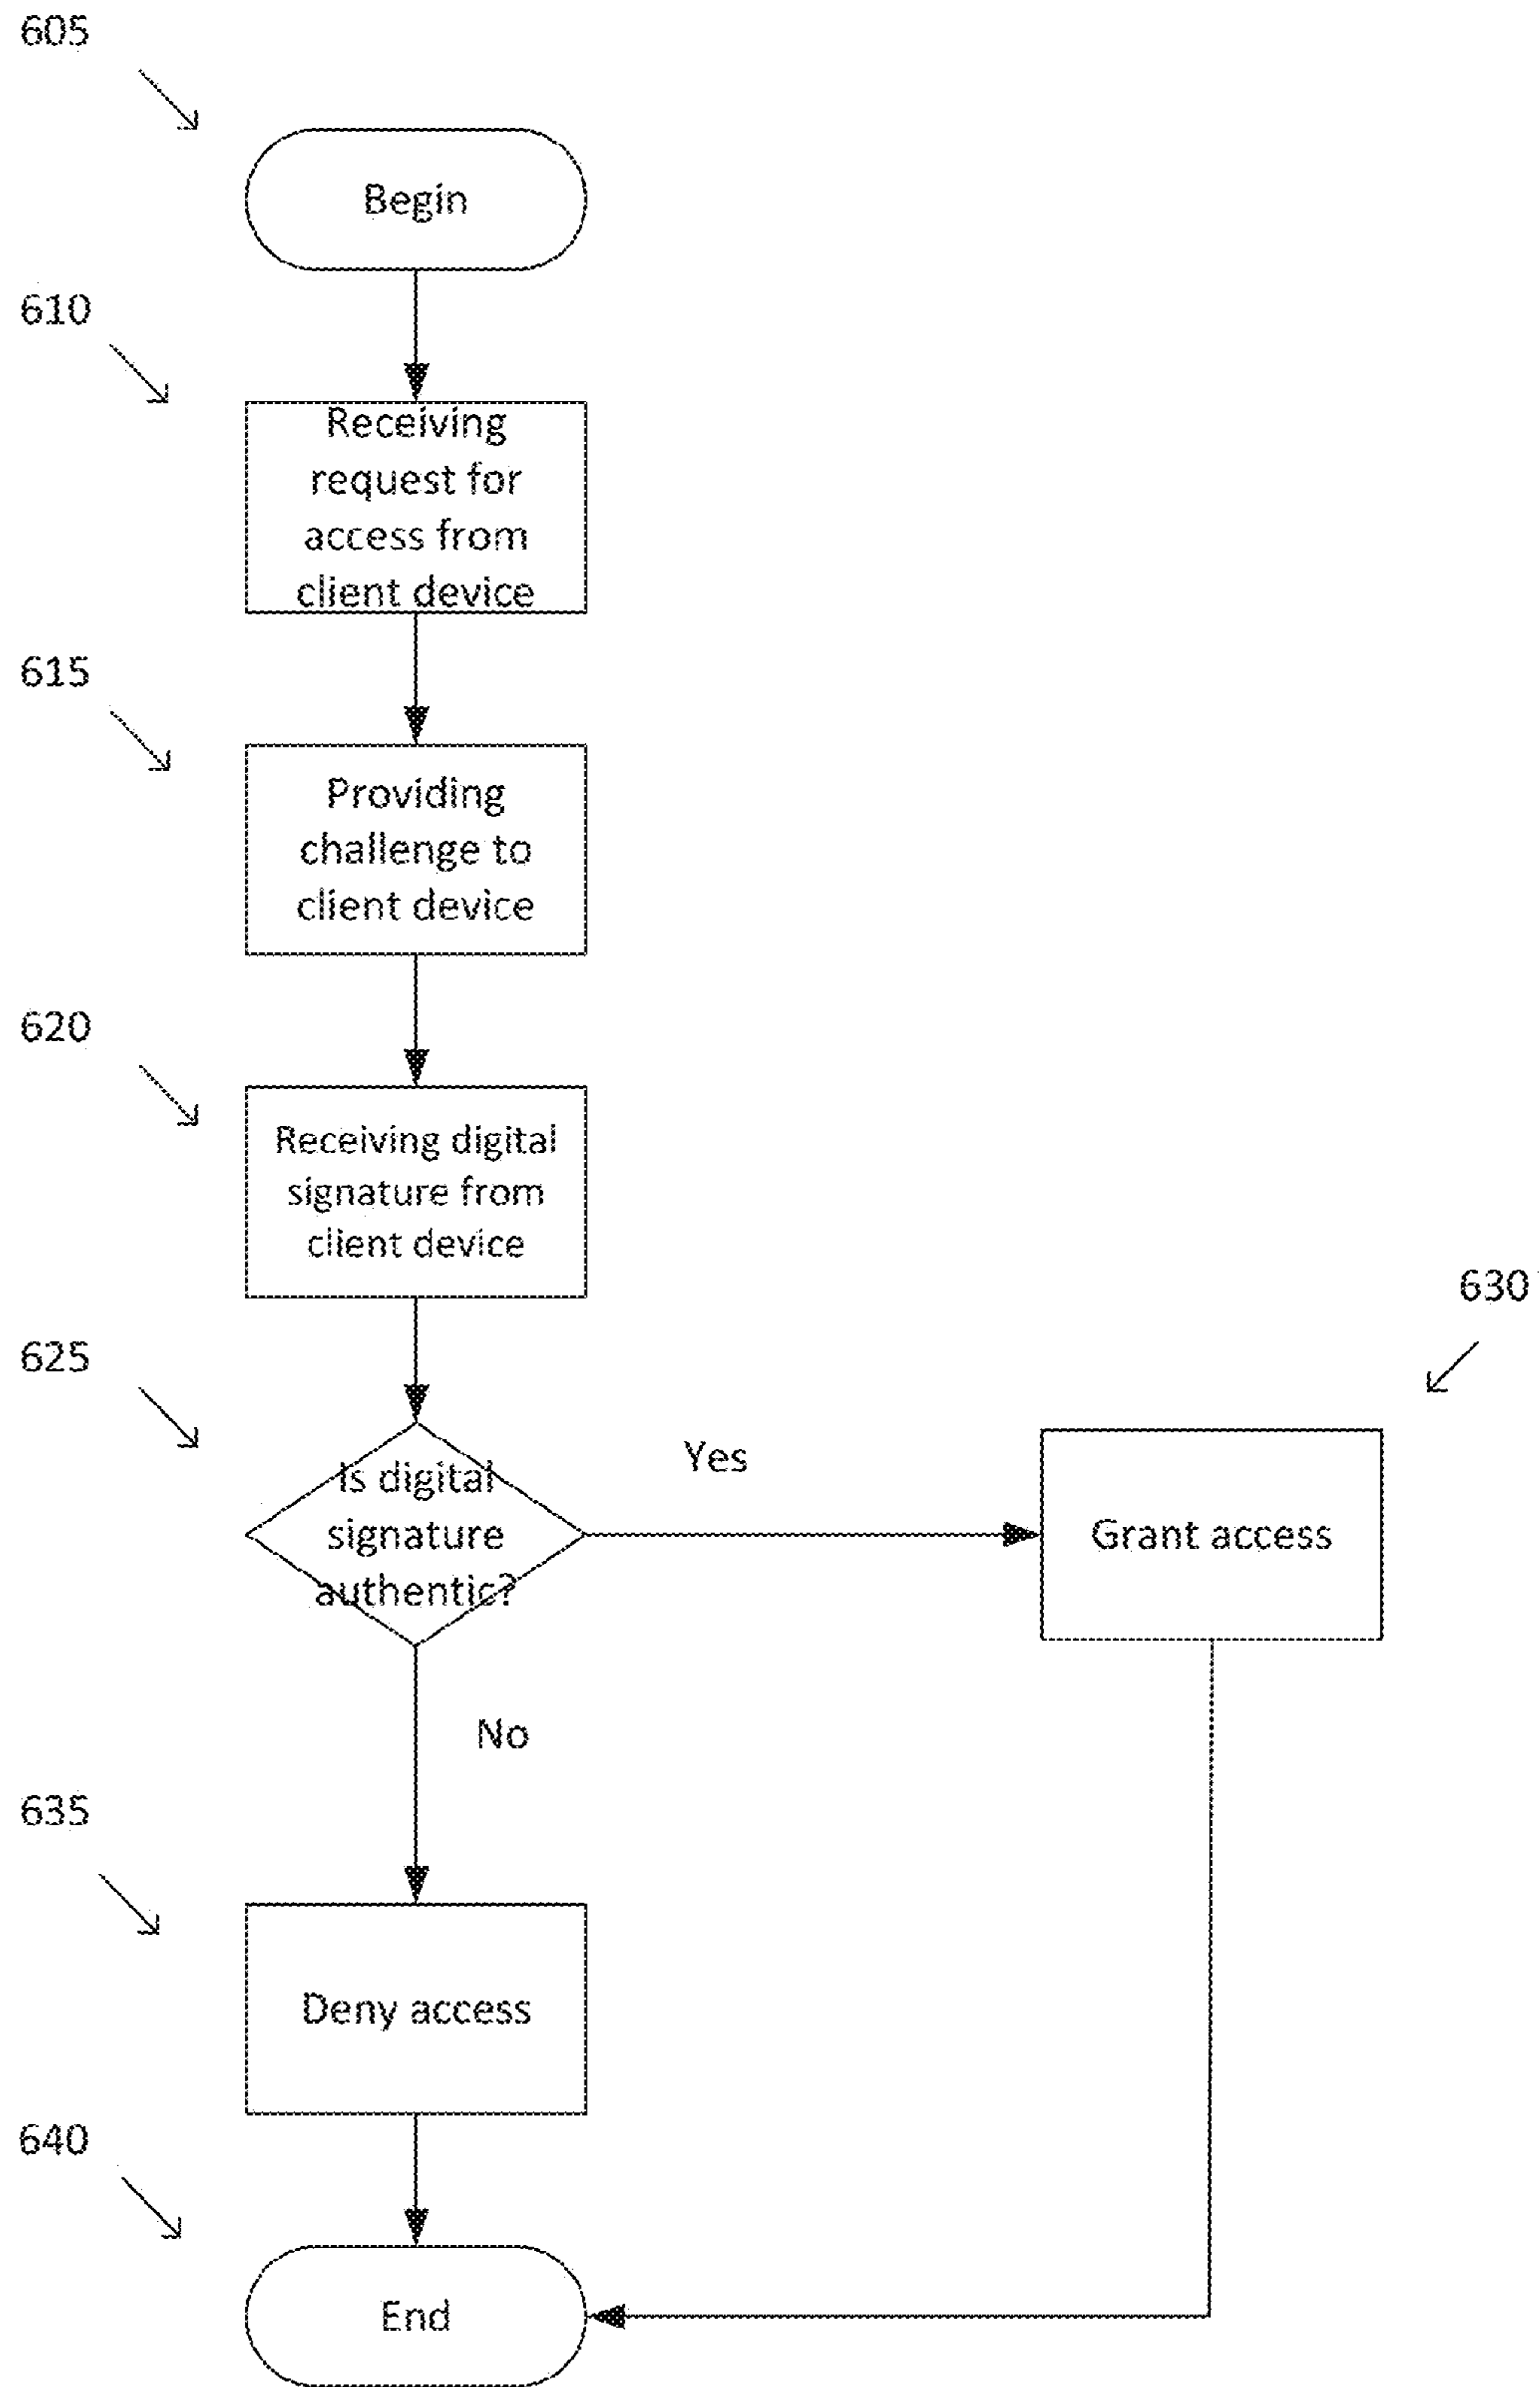 605
Begin
610
Receiving
request for
access from
client device
615
Providing
challenge to
client device
620
Receiving digital
signature from
client device
625
Is digital
signature
authentic?
Yes
630
Grant access
No
635
Deny access
640
End